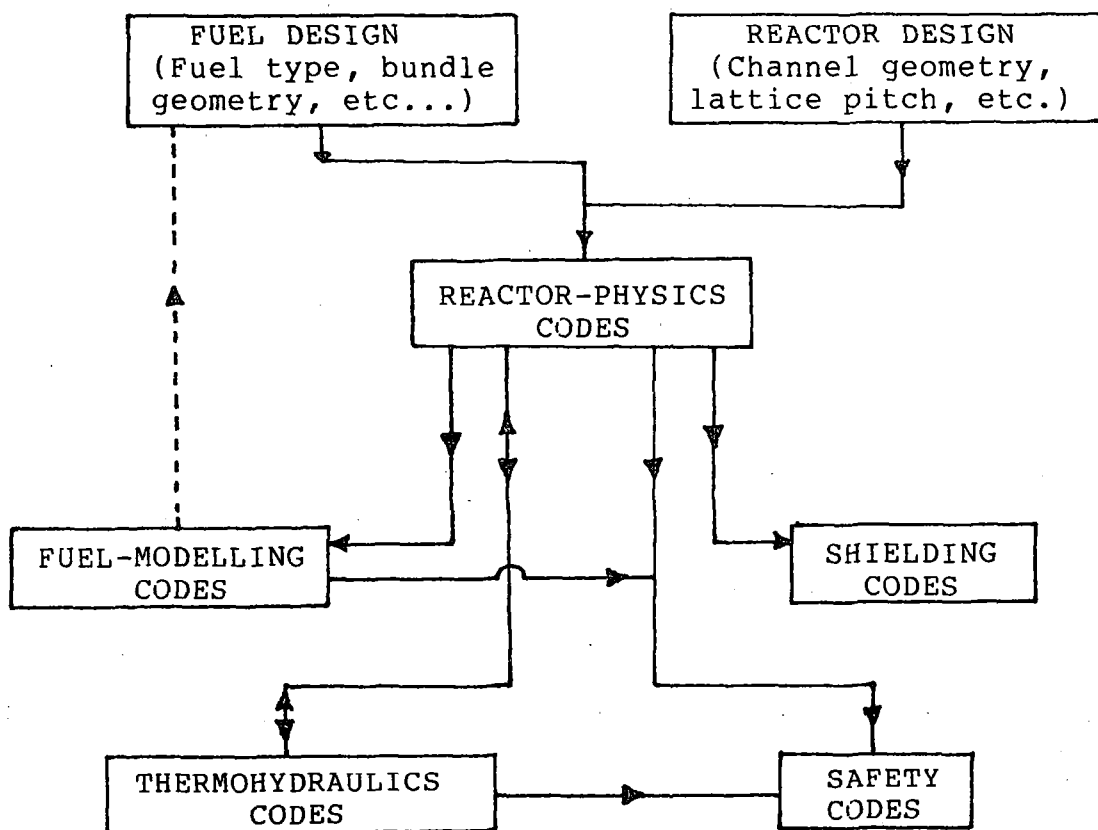 FUEL DESIGN
(Fuel type, bundle
geometry, etc...)
REACTOR DESIGN
(Channel geometry,
lattice pitch, etc.)
REACTOR-PHYSICS
CODES
FUEL-MODELLING
CODES
SHIELDING
CODES
THERMOHYDRAULICS
CODES
SAFETY
CODES